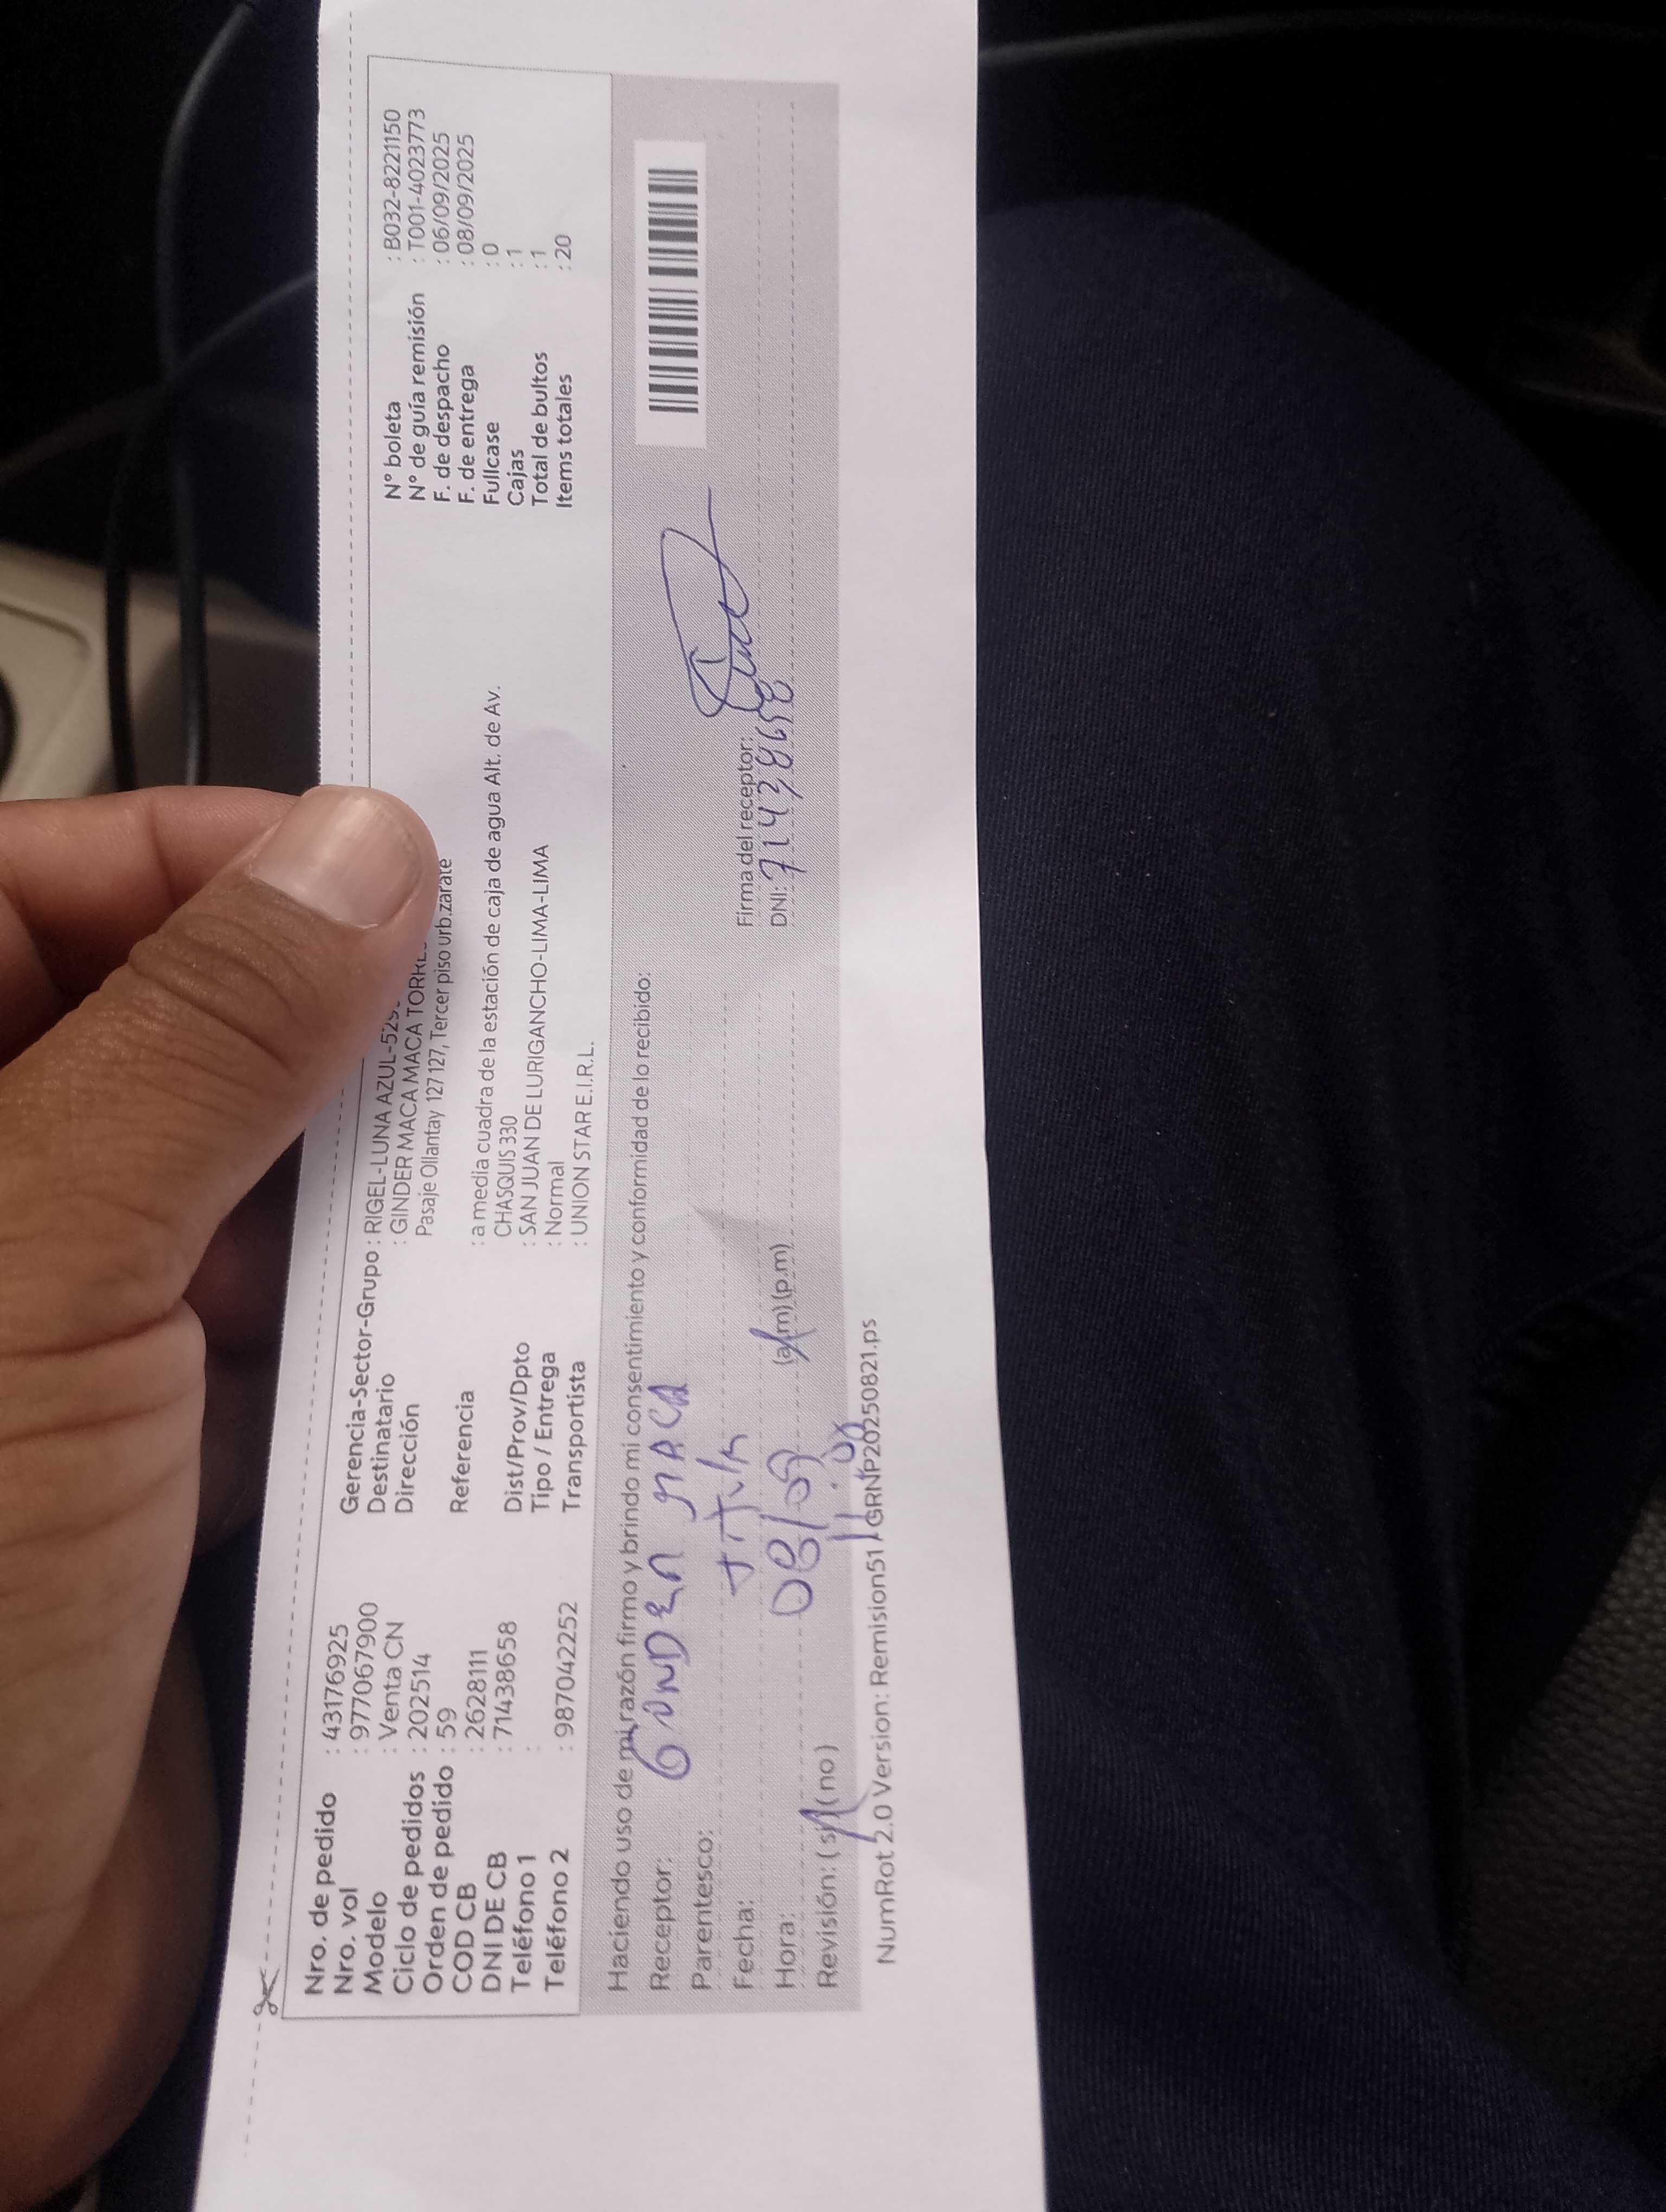 Nro. de pedido : 43176925
Nro. vol : 977067900
Modelo : Venta CN
Ciclo de pedidos : 202514
Orden de pedido : 59
COD CB : 2628111
DNI DE CB : 71438658
Teléfono 1 :
Teléfono 2 : 987042252
Gerencia-Sector-Grupo : RIGEL-LUNA AZUL-529
Destinatario : GINDER MACA MACA
Dirección Pasaje Ollantay 127 127, Tercer piso urb.zarate
Referencia : a media cuadra de la estación de caja de agua Alt. de Av.
CHASQUIS 330
Dist/Prov/Dpto : SAN JUAN DE LURIGANCHO-LIMA-LIMA
Tipo / Entrega : Normal
Transportista : UNION STAR E.I.R.L.
N° boleta : B032-8221150
N° de guía remisión : T001-4023773
F. de despacho : 06/09/2025
F. de entrega : 08/09/2025
Fullcase : 0
Cajas : 1
Total de bultos : 1
Items totales : 20
Haciendo uso de mi razón firmo y brindo mi consentimiento y conformidad de lo recibido:
Receptor: MACA
Parentesco:
Fecha: 08/09
Hora: (a.m) (p.m)
Revisión: ( si ) (no )
Firma del receptor:
DNI: 71438658
NumRot 2.0 Version: Remision51 / GRNP20250821.ps